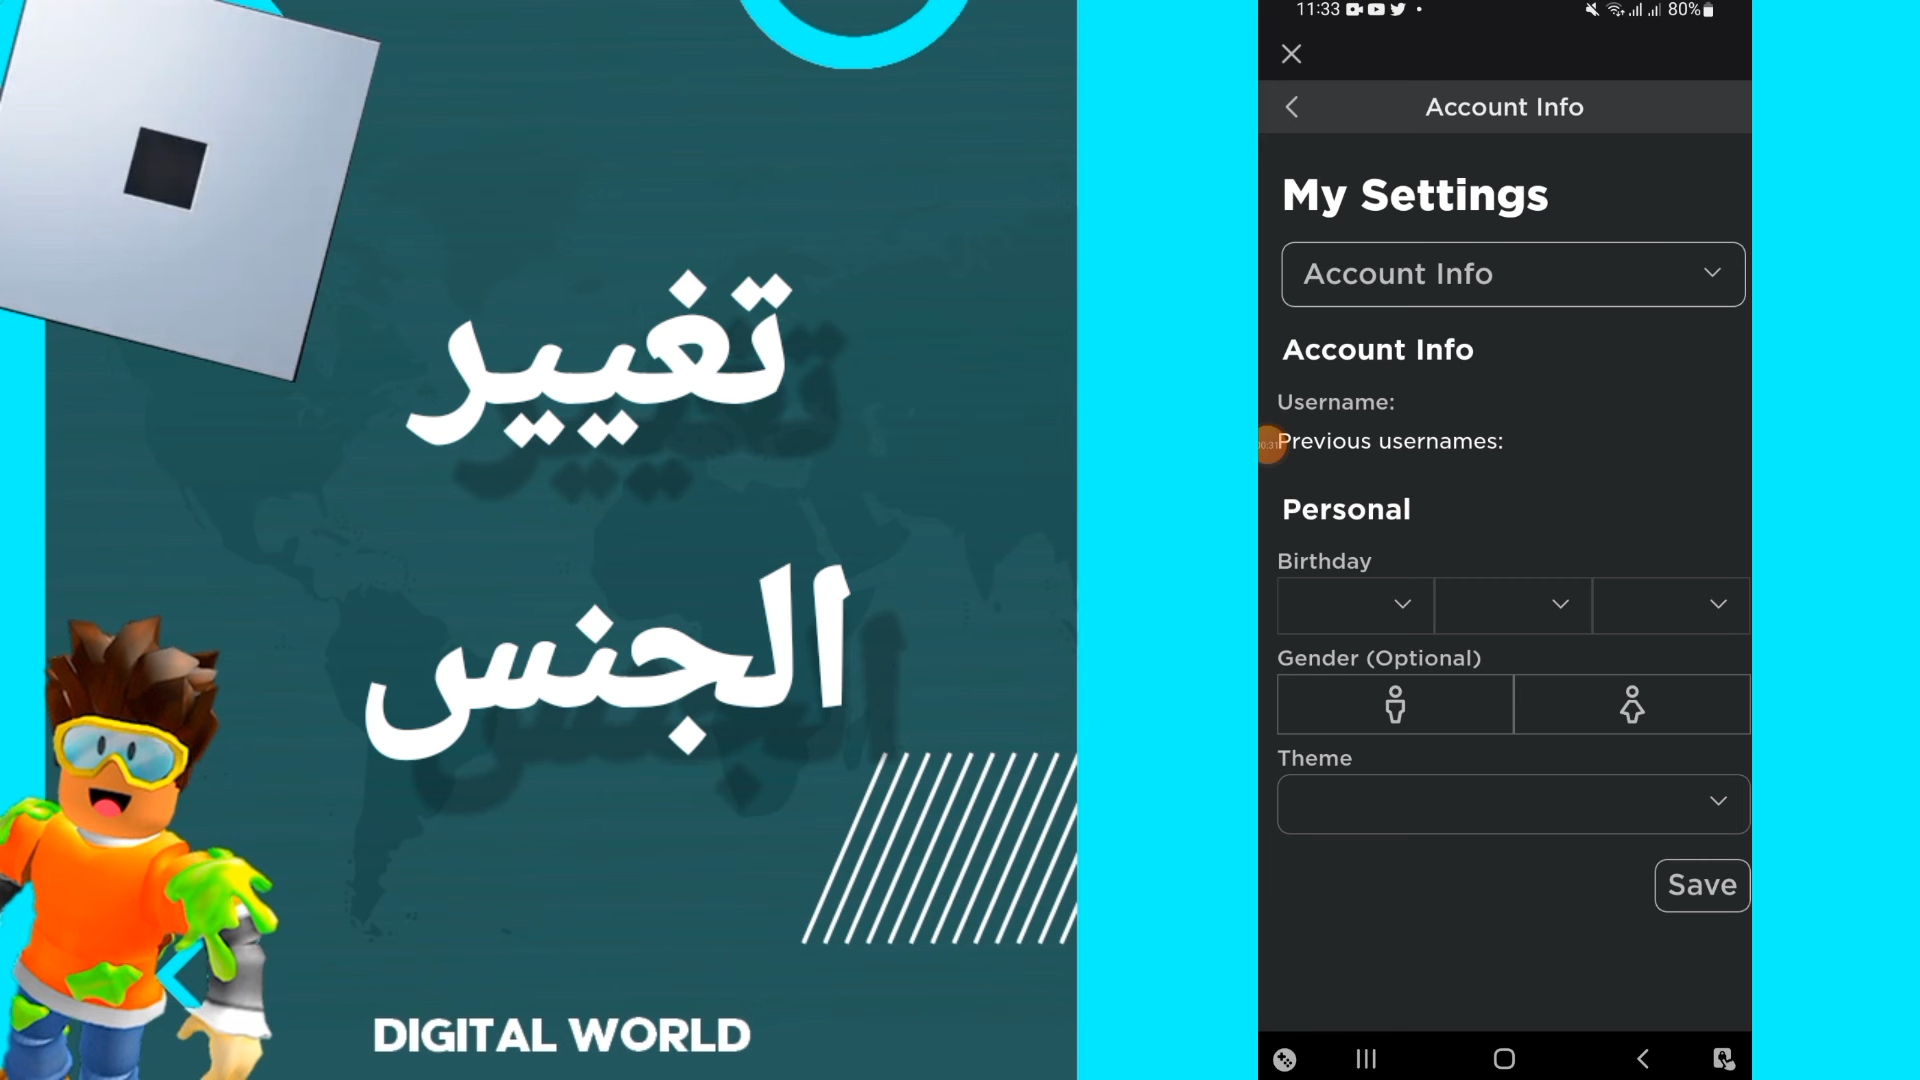 تغيير
الجنس
DIGITAL WORLD
11:33
80%
Account Info
My Settings
Account Info
Account Info
Username:
Previous usernames:
Personal
Birthday
Gender (Optional)
Theme
Save